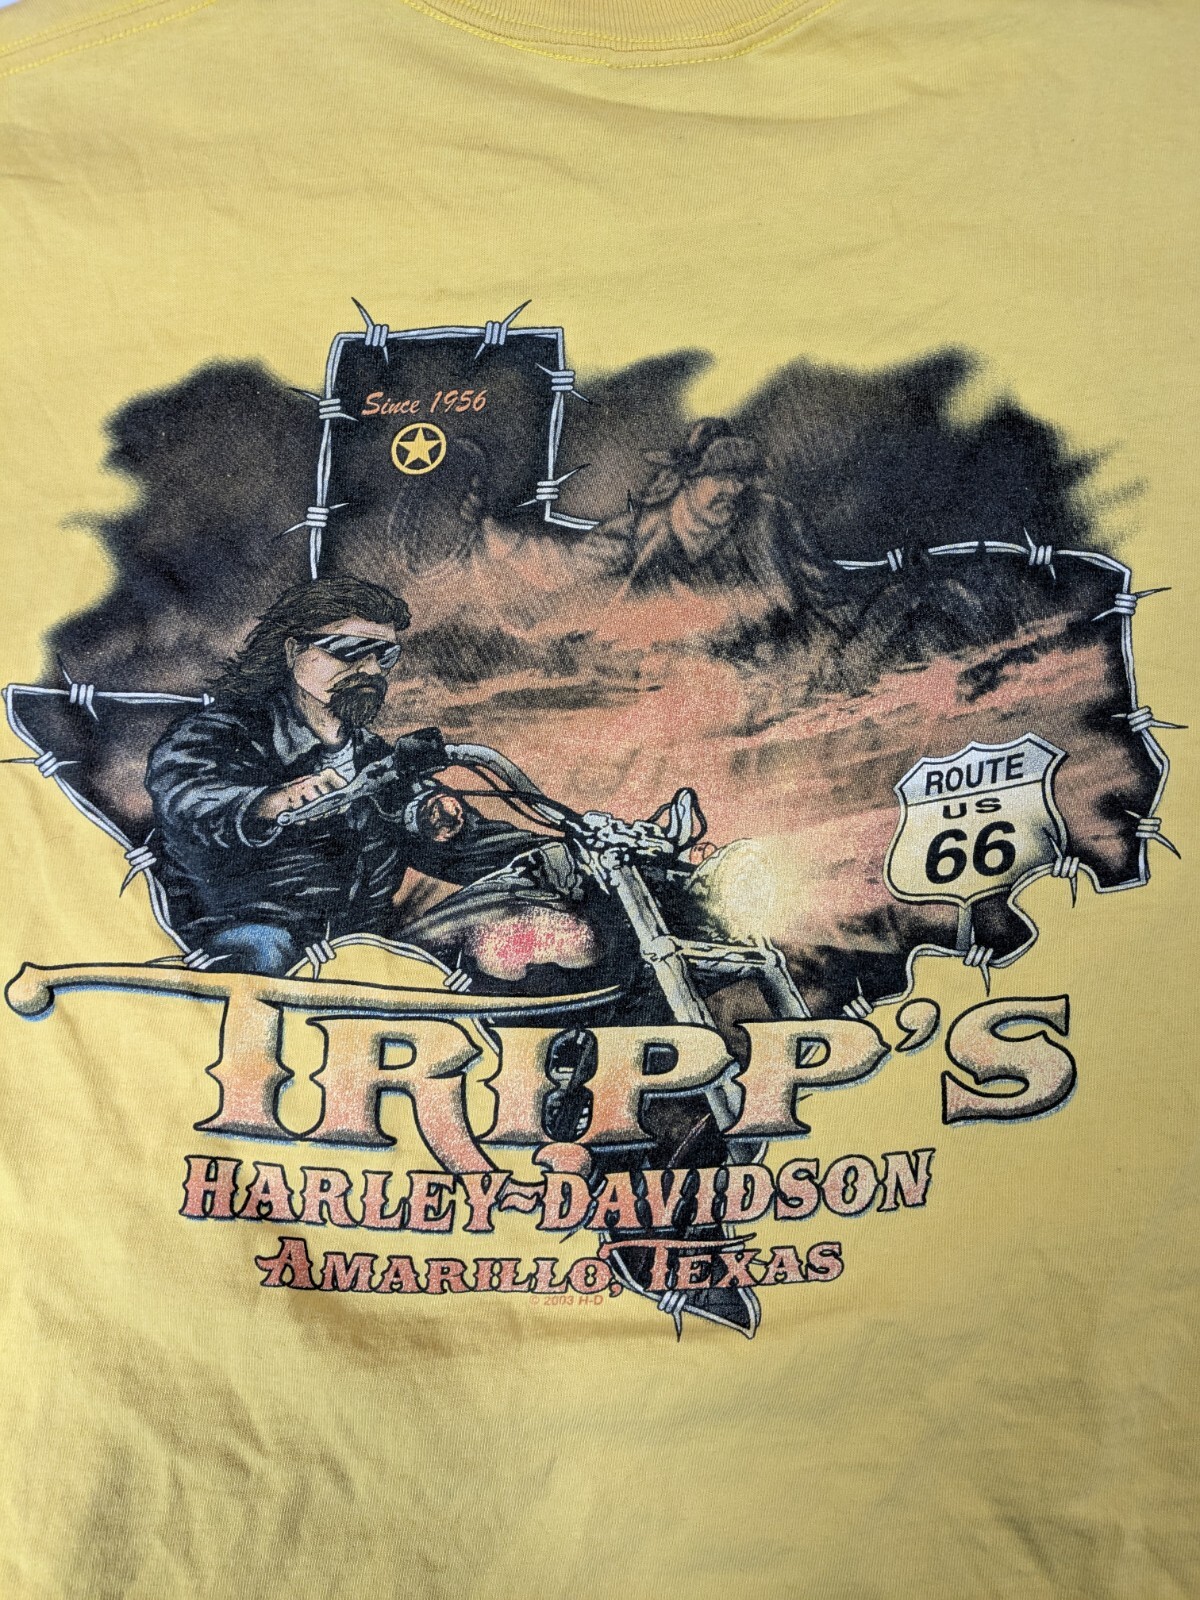 Since 1956
ROUTE
US
66
TRIPP'S
HARLEY-DAVIDSON
AMARILLO, TEXAS
© 2003 H-D